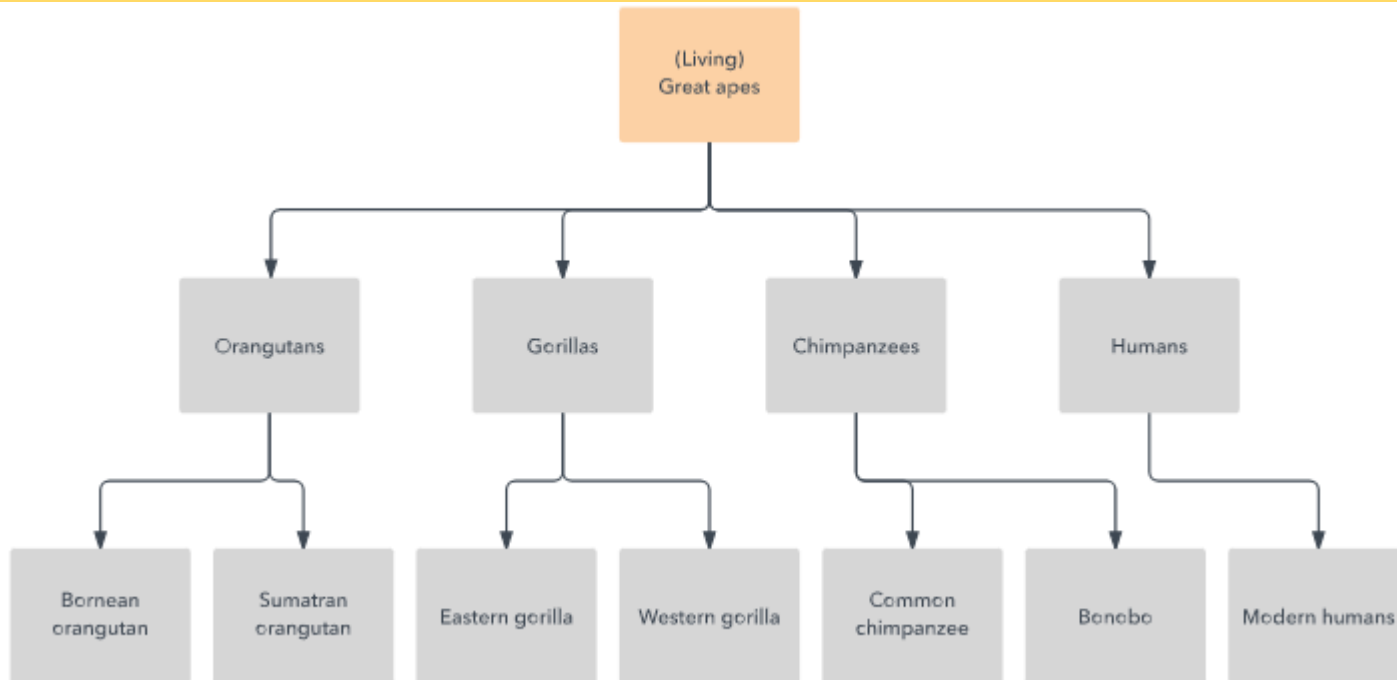 (Living)
Great apes
Orangutans
Gorillas
Chimpanzees
Humans
Bornean
orangutan
Sumatran
orangutan
Eastern gorilla
Western gorilla
Common
chimpanzee
Bonobo
Modern humans